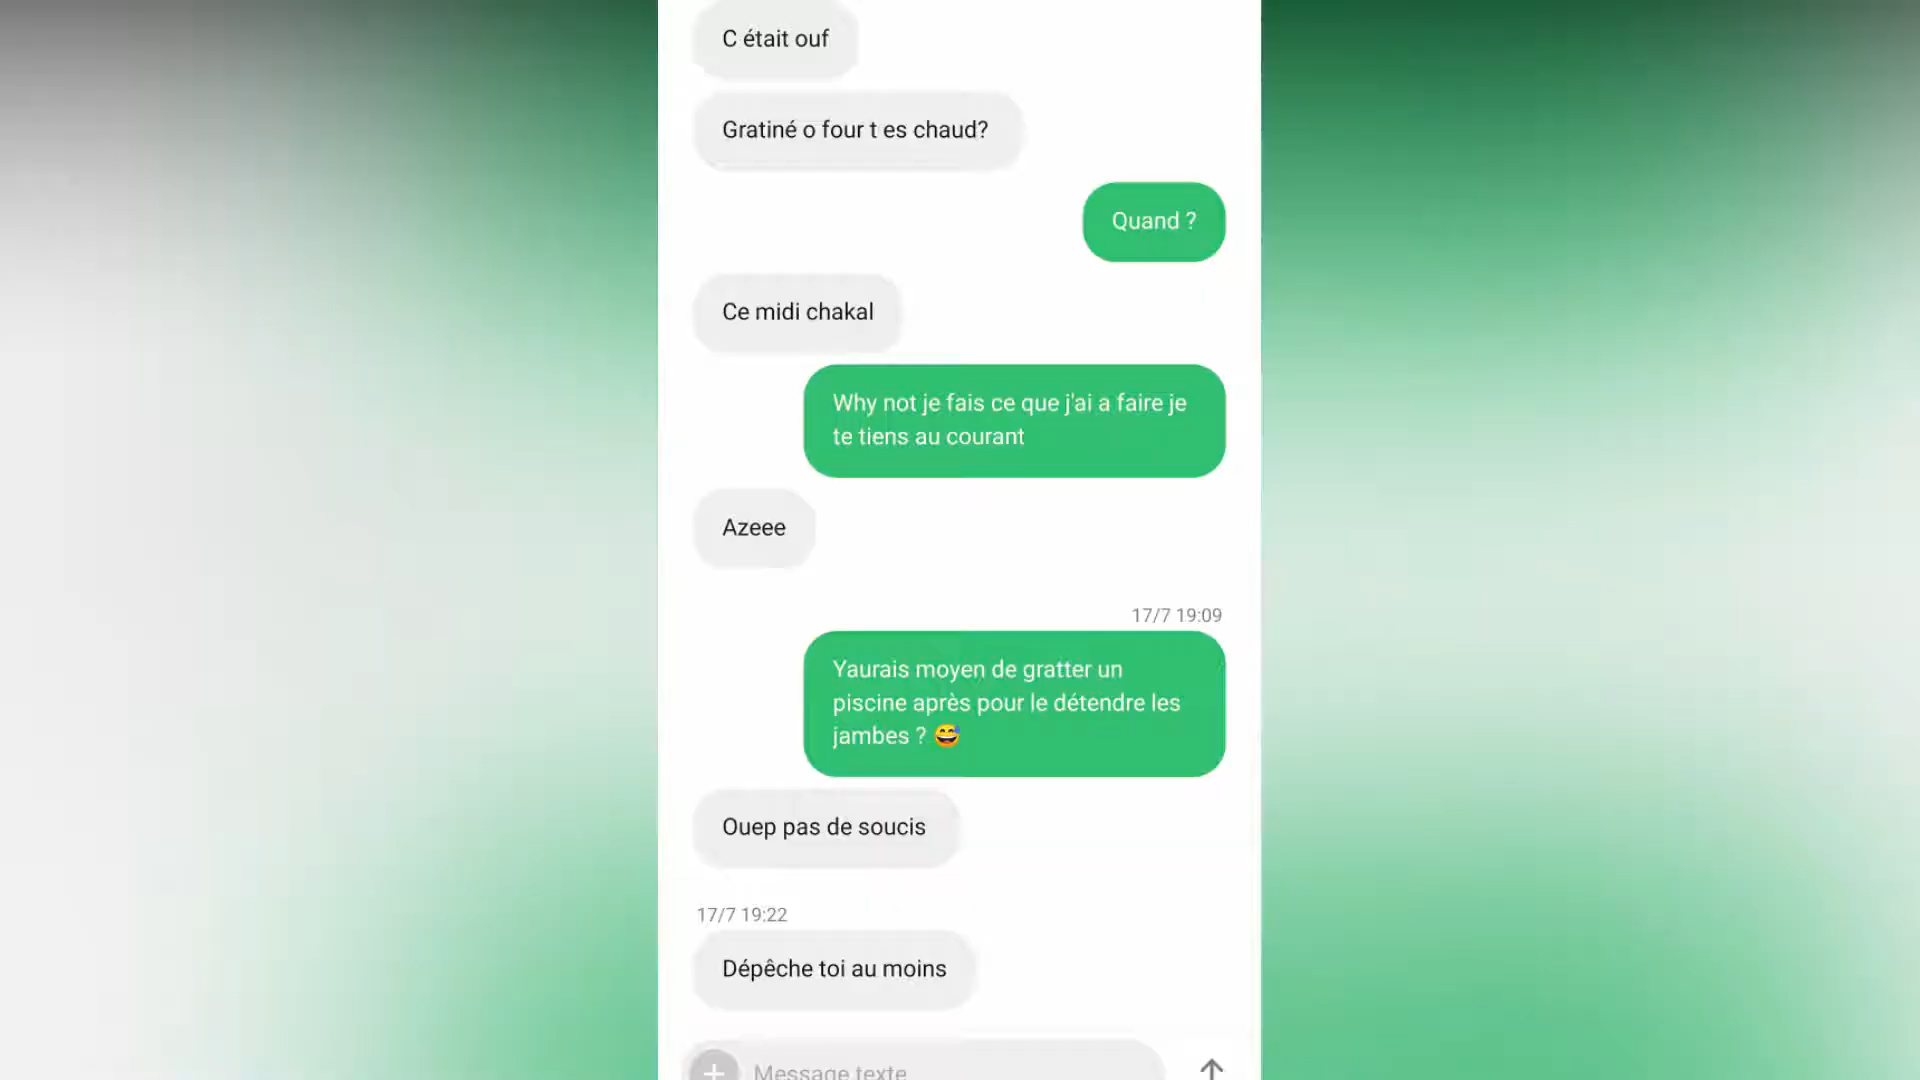 C était ouf
Gratiné o four t es chaud?
Quand ?
Ce midi chakal
Why not je fais ce que j'ai a faire je
te tiens au courant
Azeee
17/7 19:09
Yaurais moyen de gratter un
piscine après pour le détendre les
jambes ? 😅
Ouep pas de soucis
17/7 19:22
Dépêche toi au moins
Message texte